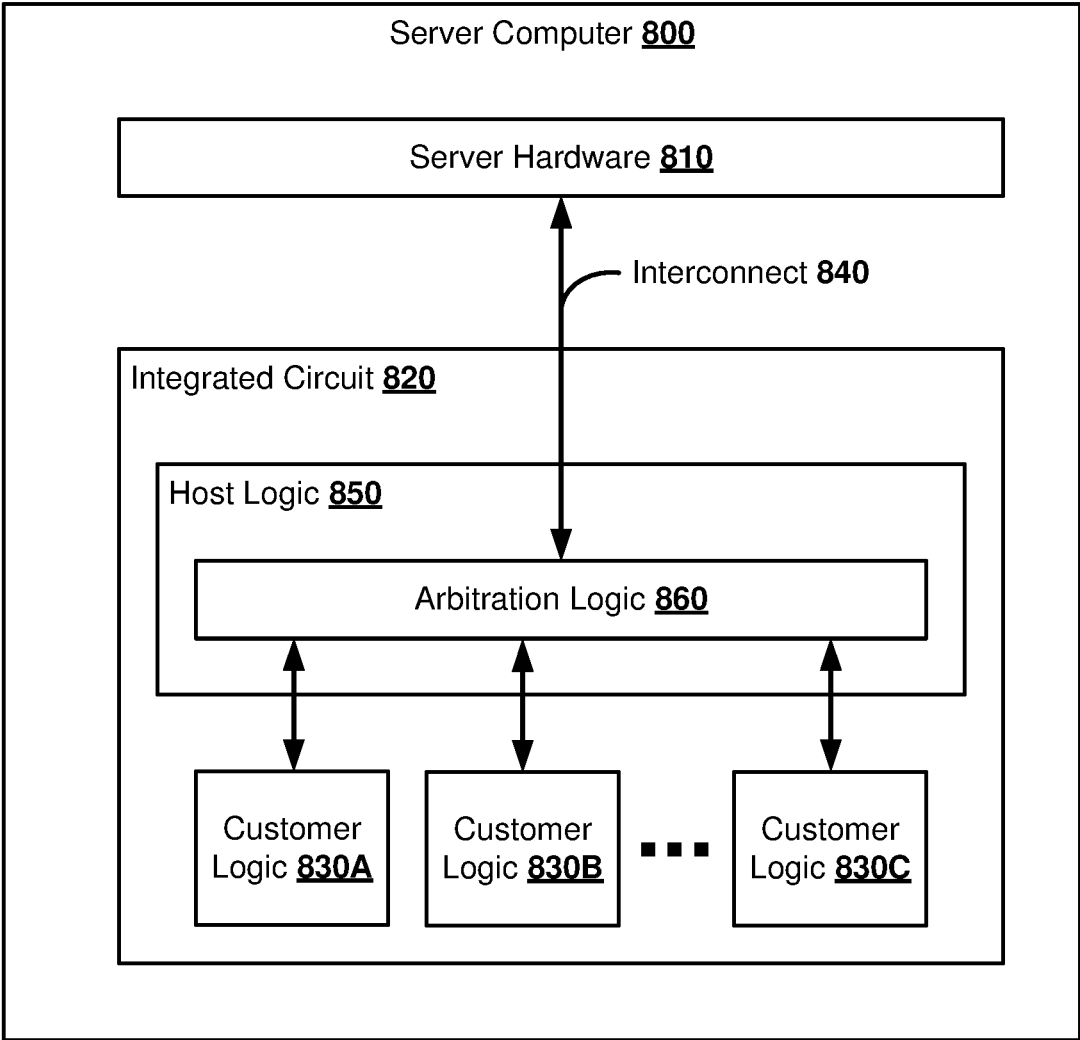 Server Computer 800
Server Hardware 810
Interconnect 840
Integrated Circuit 820
Host Logic 850
Arbitration Logic 860
Customer
Logic 830A
Customer
Logic 830B
Customer
Logic 830C